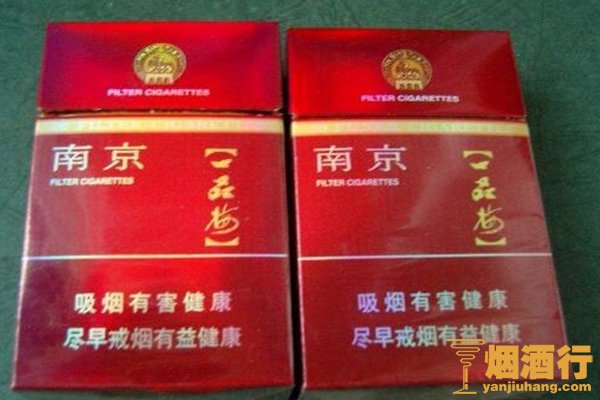 FILTER CIGARETTES
南京
FILTER CIGARETTES
【一品梅】
吸烟有害健康
尽早戒烟有益健康
FILTER CIGARETTES
南京
FILTER CIGARETTES
【一品梅】
吸烟有害健康
尽早戒烟有益健康
烟酒行
yanjiuhang.com